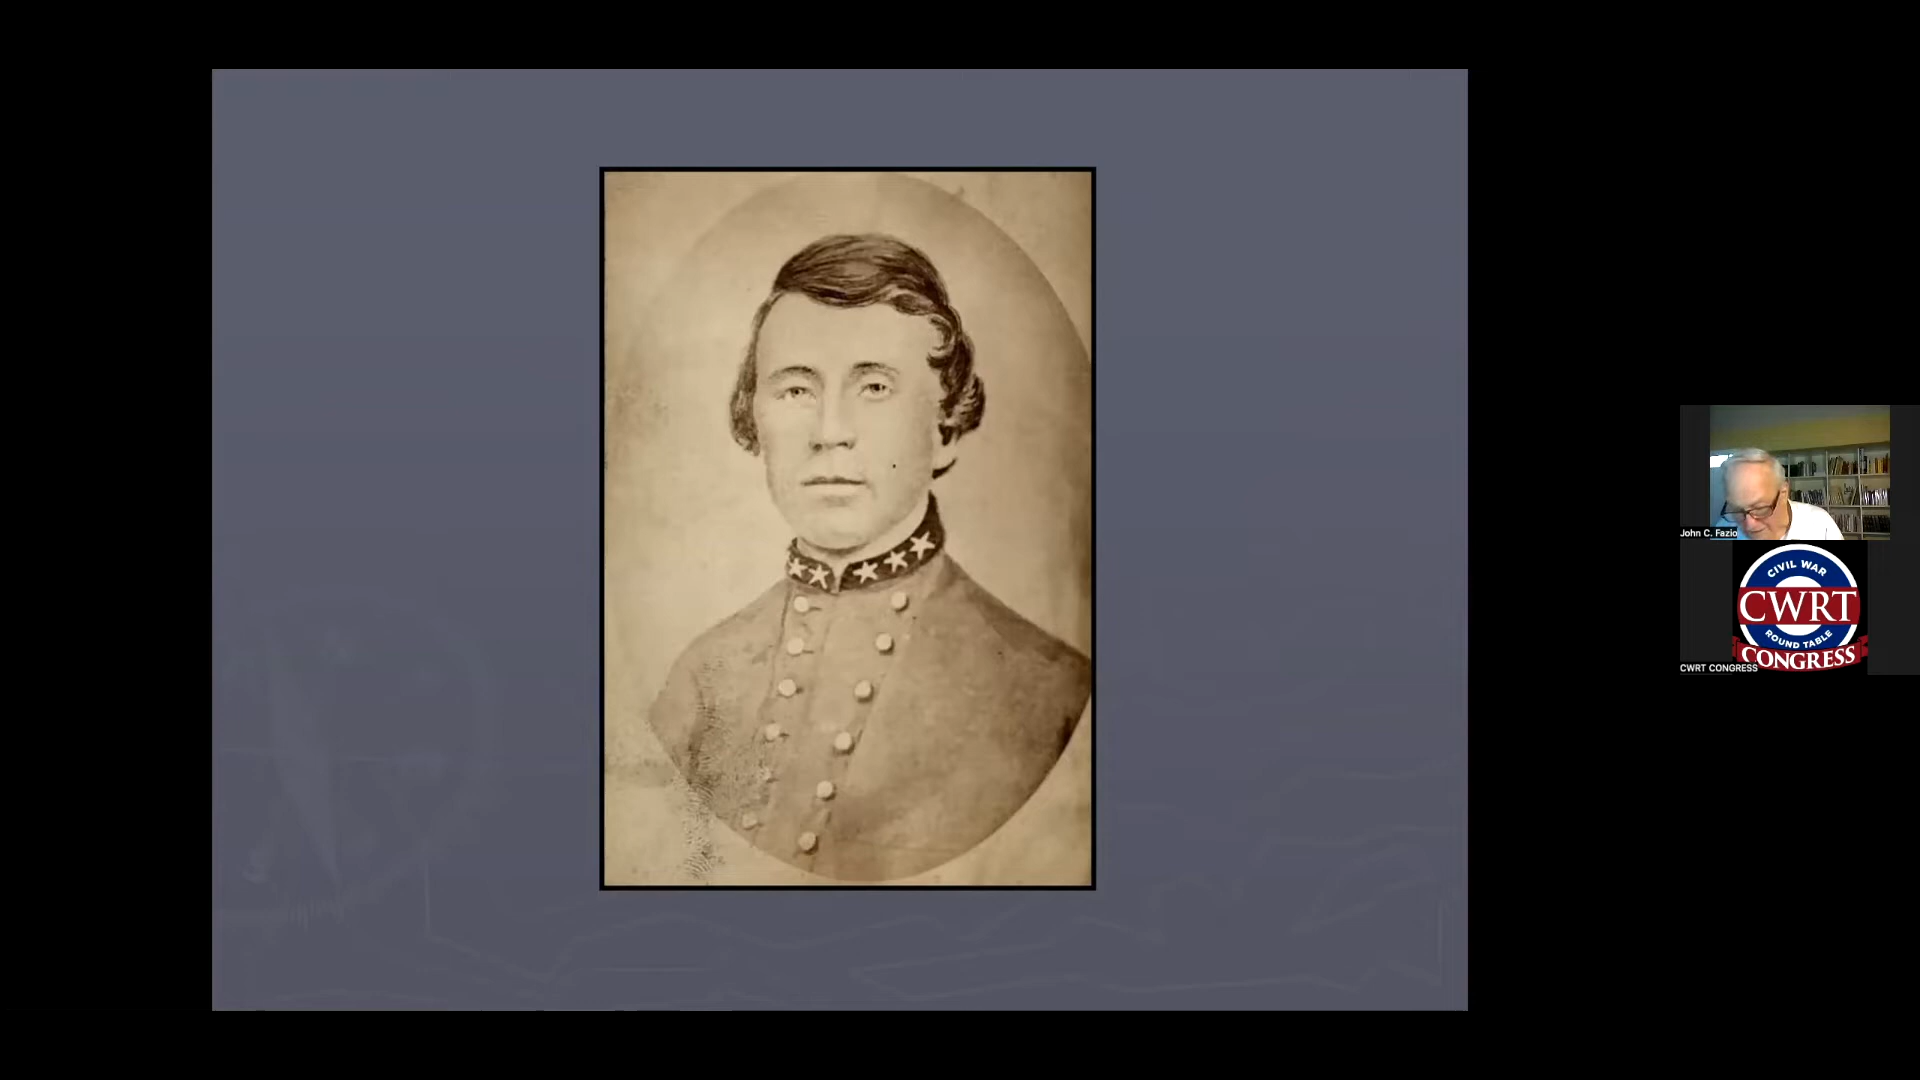 John C. Fazio
CIVIL WAR
CWRT
ROUND TABLE
CONGRESS
CWRT CONGRESS